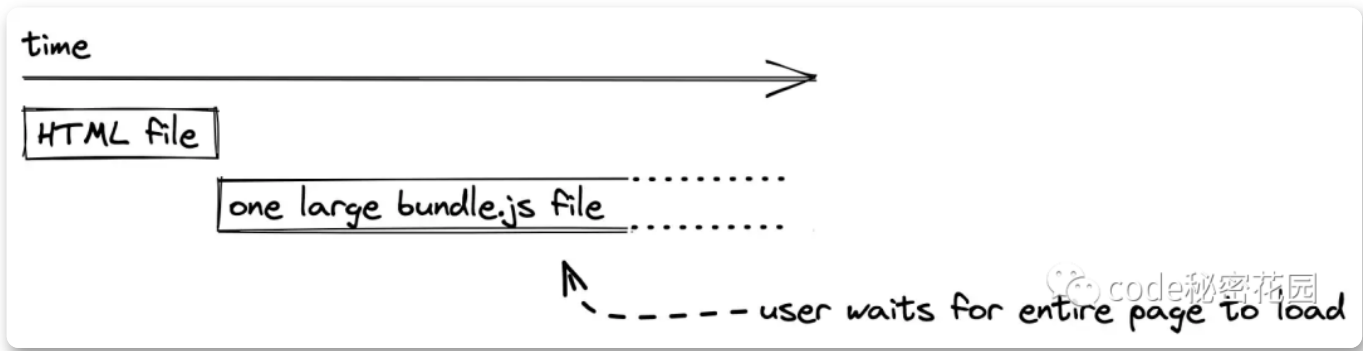 time
HTML file
one large bundle.js file
code秘密花园
user waits for entire page to load